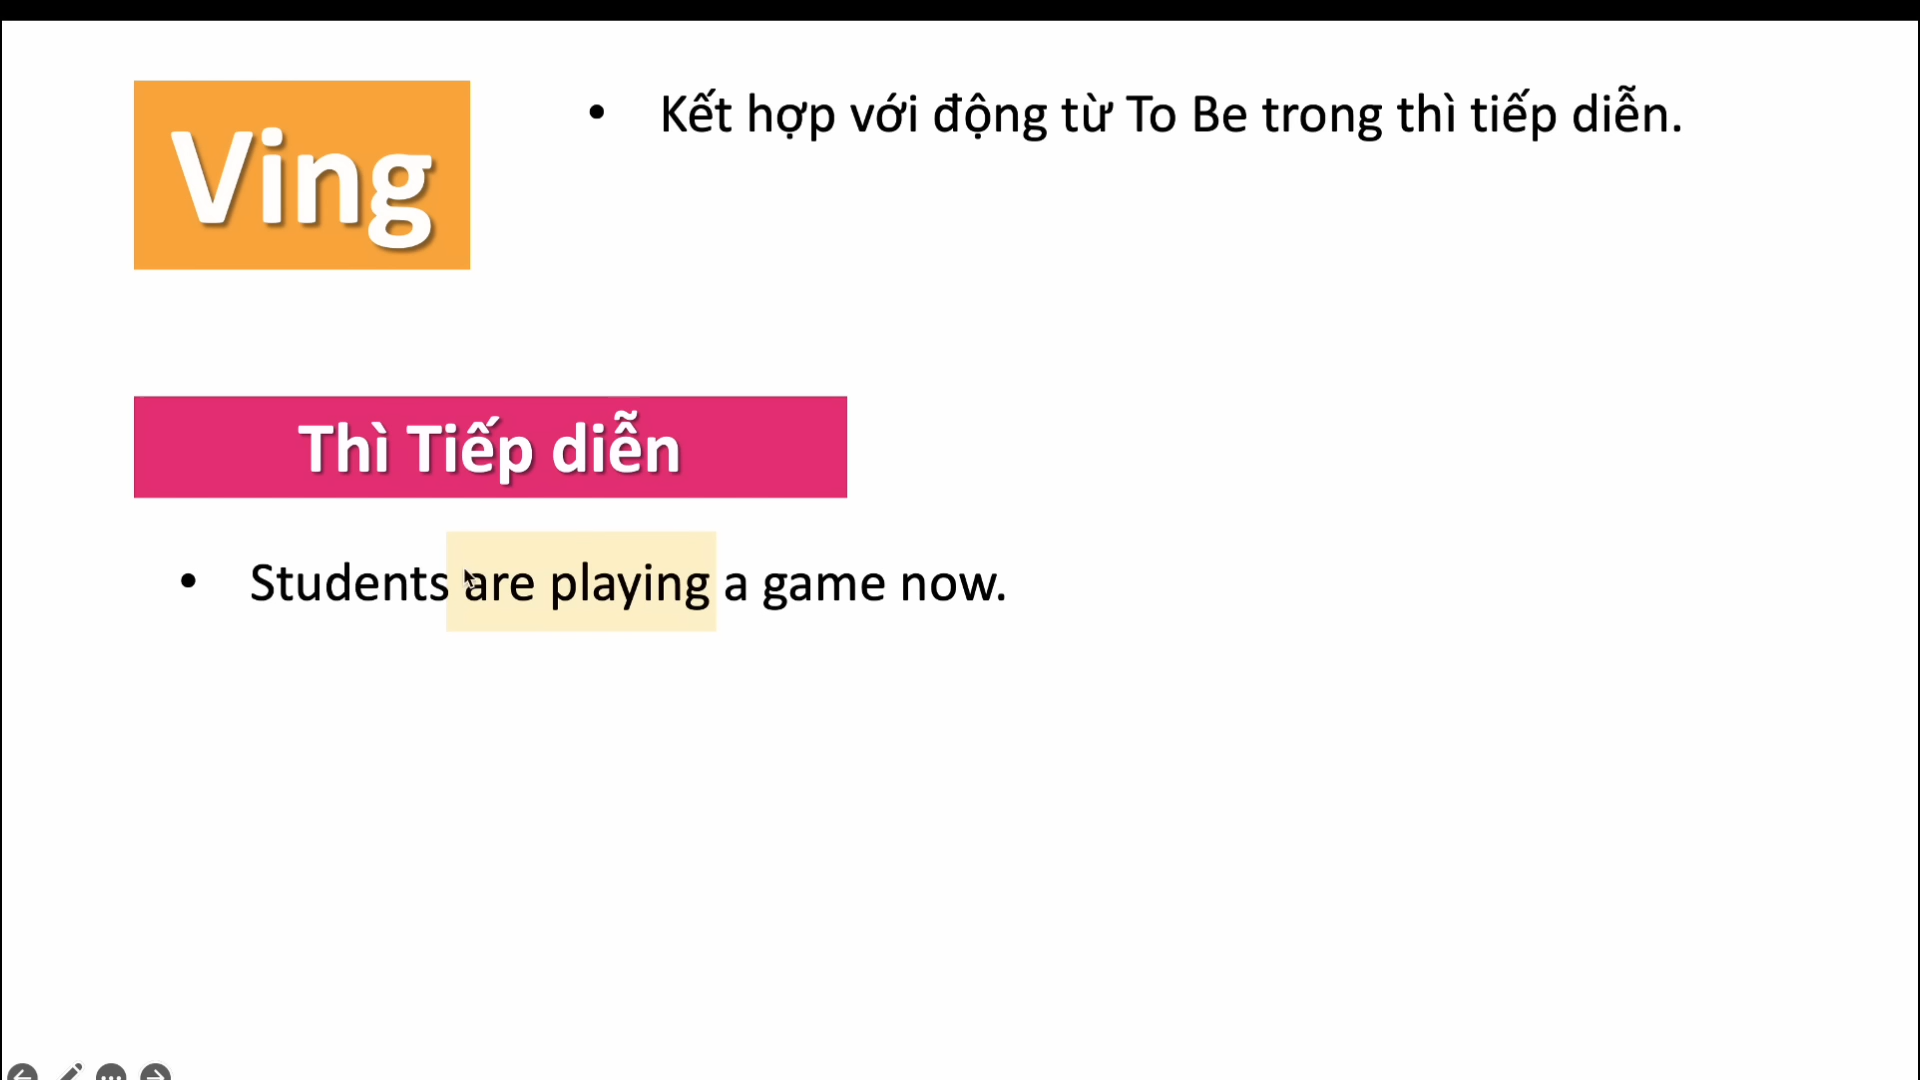 Ving
• Kết hợp với động từ To Be trong thì tiếp diễn.
Thì Tiếp diễn
• Students are playing a game now.